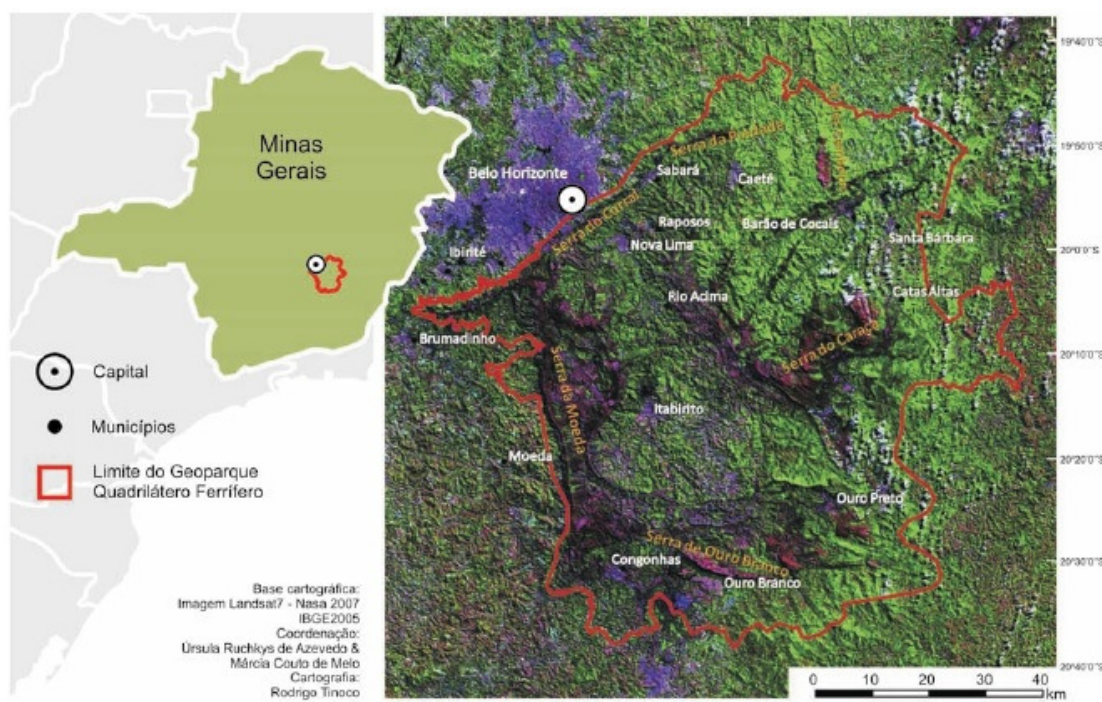 Minas
Gerais
Capital
Municípios
Limite do Geoparque
Quadrilátero Ferrífero
Base cartográfica:
Imagem Landsat7 - Nasa 2007
IBGE2005
Coordenação:
Úrsula Ruchkys de Azevedo &
Márcia Couto de Melo
Cartografia:
Rodrigo Tinoco
Belo Horizonte
Serra da Piedade
Sabará
Caeté
Serra do Curral
Raposos
Barão de Cocais
Nova Lima
Santa Bárbara
Ibirité
Rio Acima
Catas Altas
Brumadinho
Serra do Caraça
Serra da Moeda
Itabirito
Moeda
Ouro Preto
Serra de Ouro Branco
Congonhas
Ouro Branco
19°40'0"S
19°50'0"S
20°0'0"S
20°10'0"S
20°20'0"S
20°30'0"S
20°40'0"S
0 10 20 30 40
km